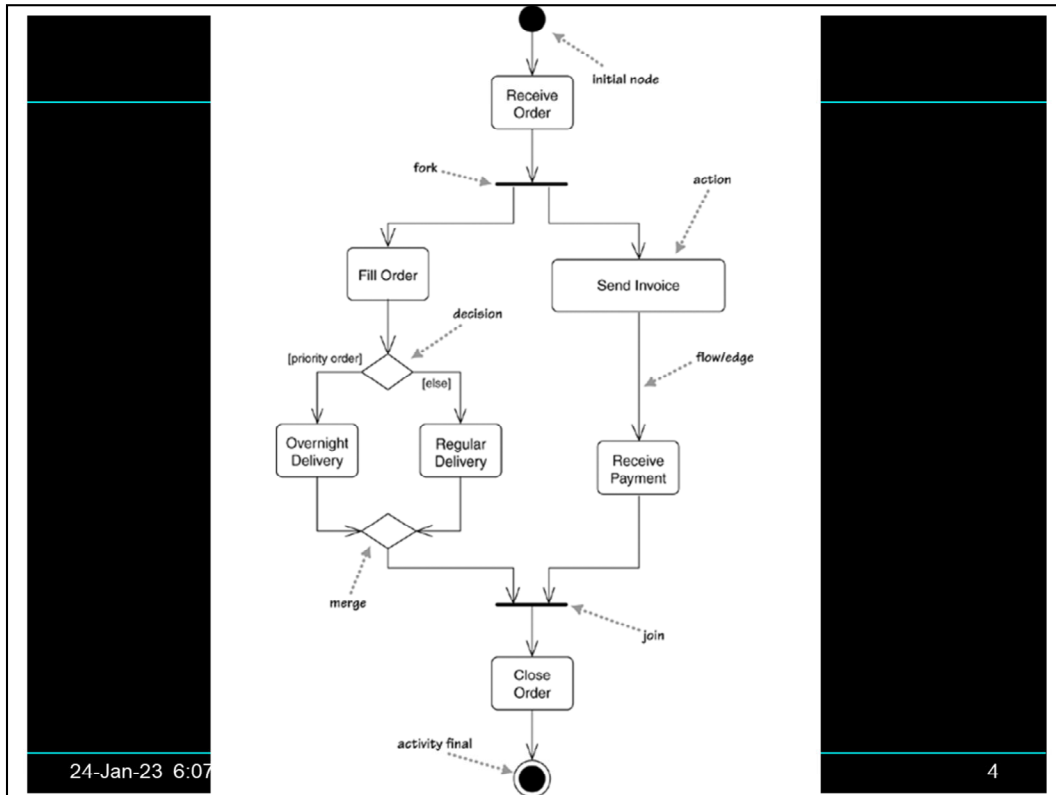 initial node
Receive
Order
fork
action
Fill Order
Send Invoice
decision
[priority order]
[else]
flow/edge
Overnight
Delivery
Regular
Delivery
Receive
Payment
merge
join
Close
Order
activity final
24-Jan-23 6:07
4